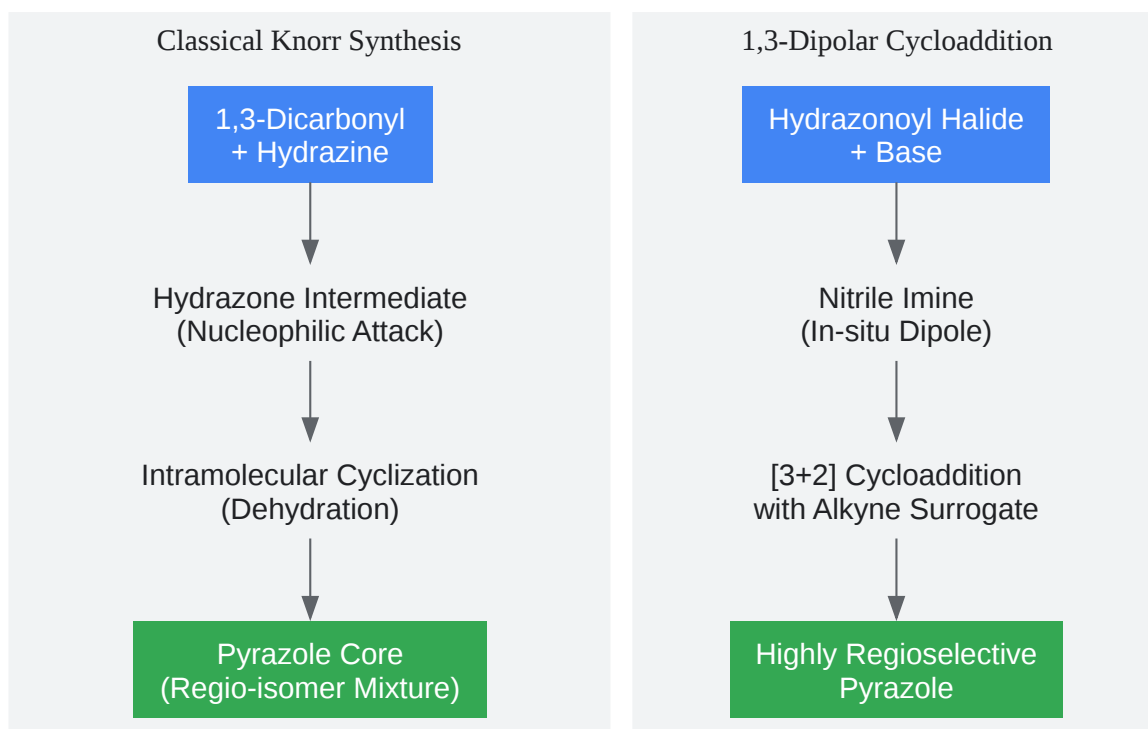 Classical Knorr Synthesis
1,3-Dicarbonyl
+ Hydrazine
Hydrazone Intermediate
(Nucleophilic Attack)
Intramolecular Cyclization
(Dehydration)
Pyrazole Core
(Regio-isomer Mixture)
1,3-Dipolar Cycloaddition
Hydrazonoyl Halide
+ Base
Nitrile Imine
(In-situ Dipole)
[3+2] Cycloaddition
with Alkyne Surrogate
Highly Regioselective
Pyrazole